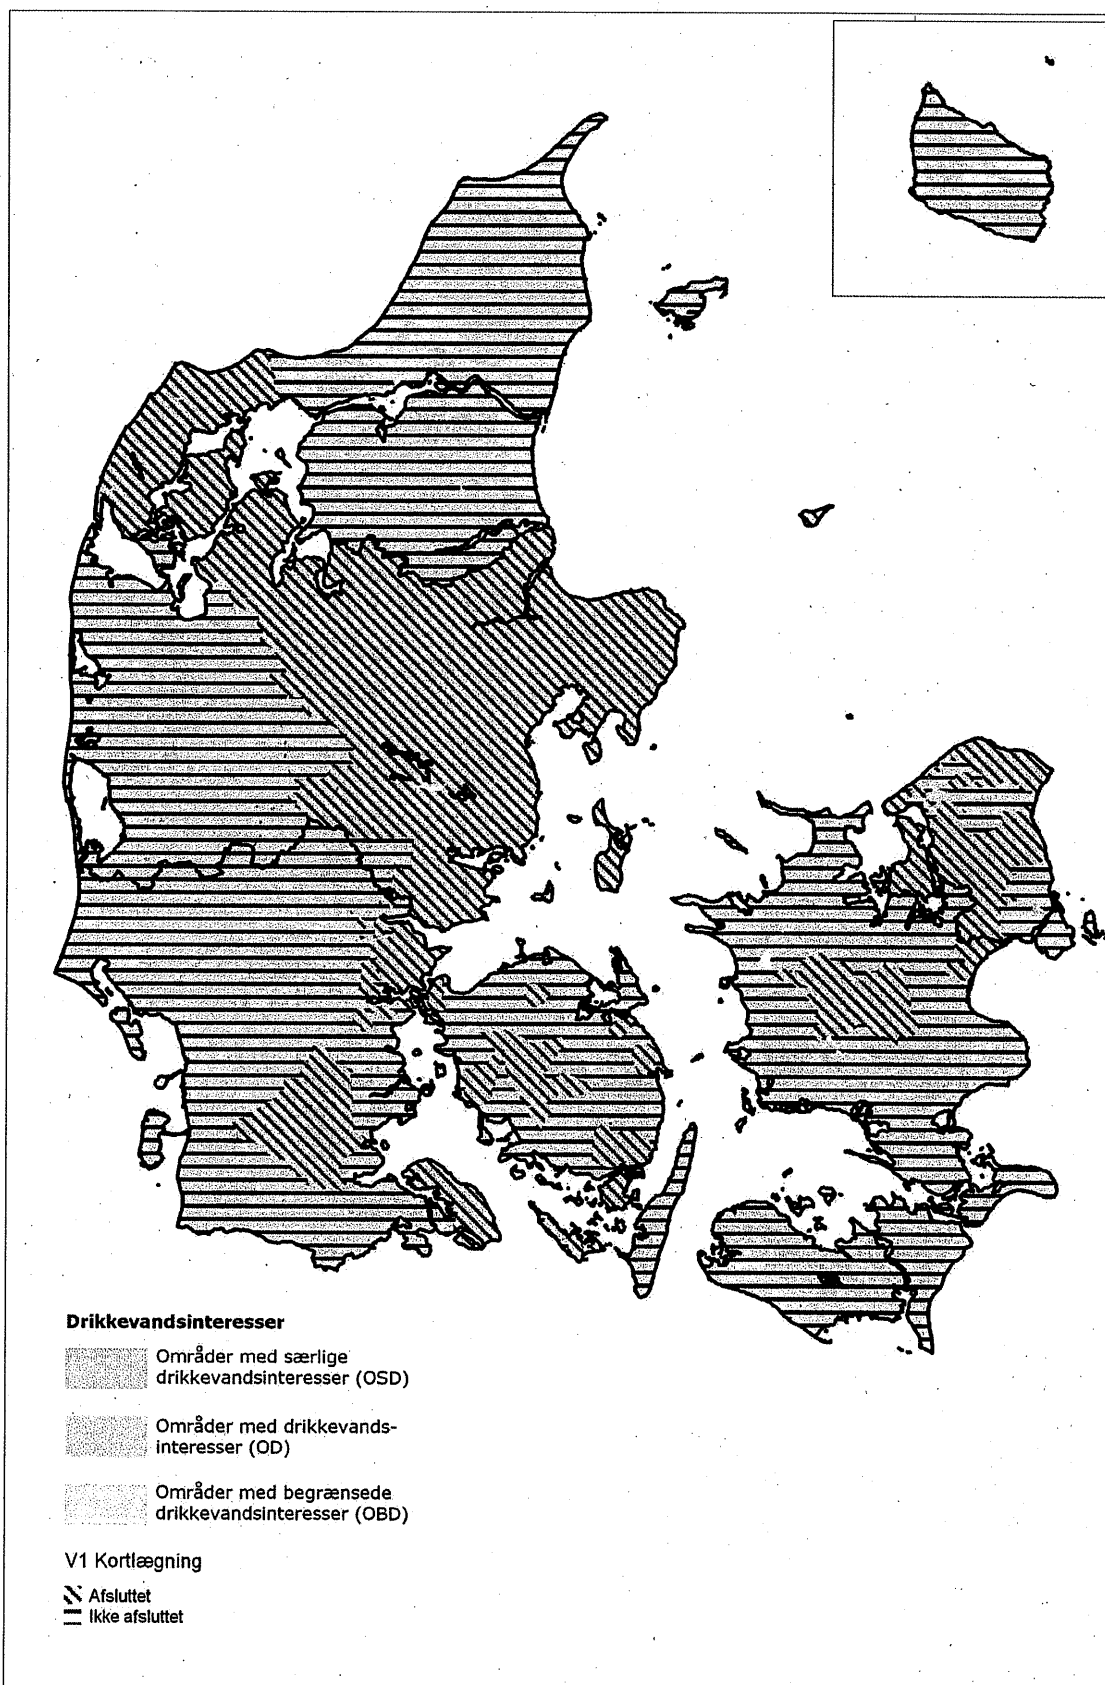 Drikkevandsinteresser
Områder med særlige
drikkevandsinteresser (OSD)
Områder med drikkevands-
interesser (OD)
Områder med begrænsede
drikkevandsinteresser (OBD)
V1 Kortlægning
Afsluttet
Ikke afsluttet